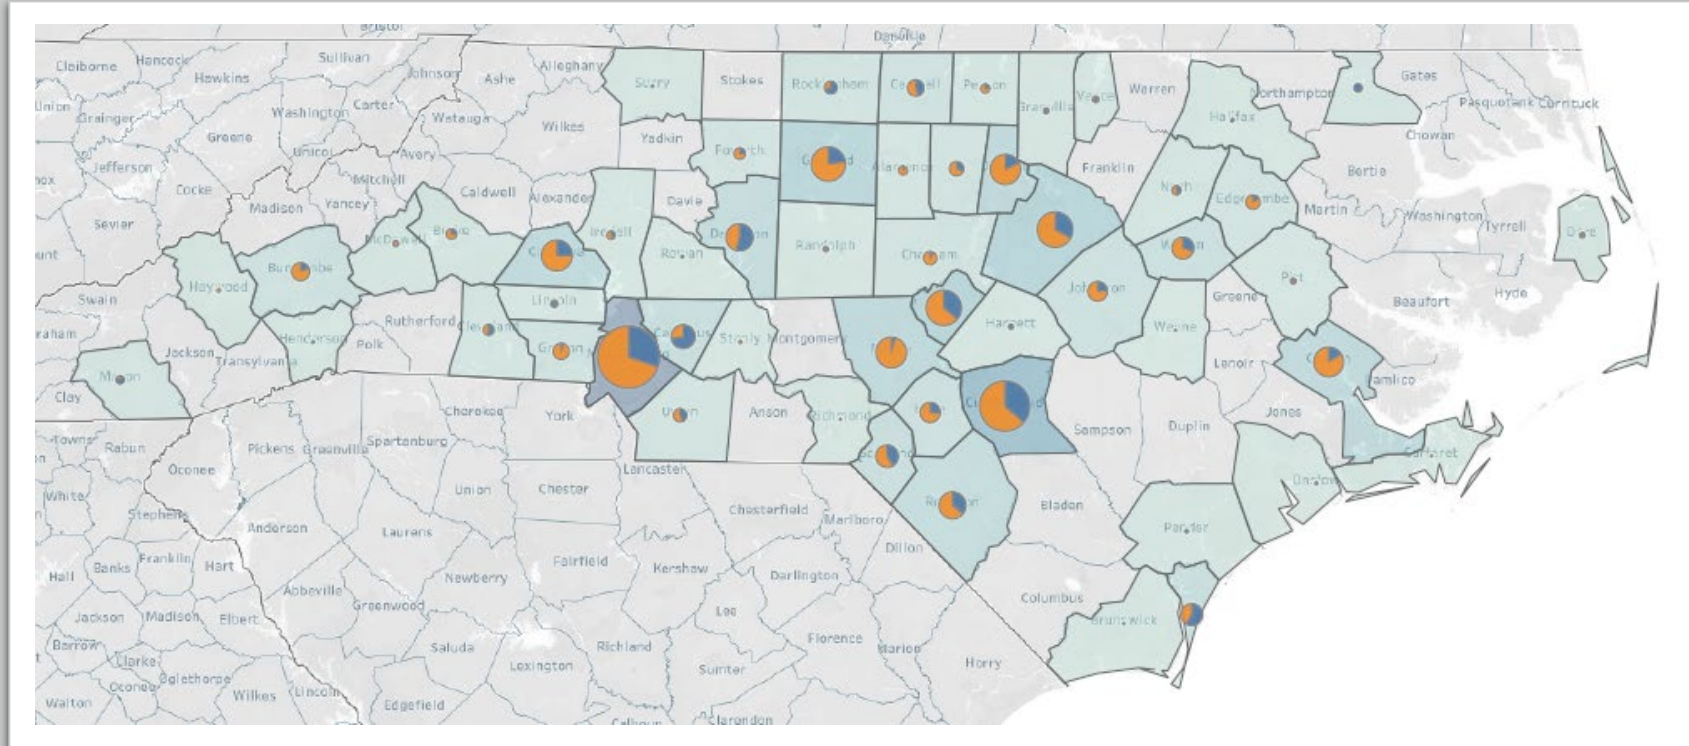 Danville
Claiborne
Hancock
Sullivan
Johnson
Ashe
Alleghany
Surry
Stokes
Person
Vance
Warren
Northampton
Gates
Hawkins
Union
Grainger
Washington
Carter
Watauga
Wilkes
Yadkin
Granville
Halifax
Pasquotank
Currituck
Chowan
Greene
Unicoi
Avery
Jefferson
Mitchell
Caldwell
Alexander
Davie
Franklin
Bertie
Cocke
Madison
Yancey
Nash
Edgecombe
Martin
Washington
Tyrrell
Sevier
McDowell
Burke
Iredell
Rowan
Randolph
Chatham
Dare
Buncombe
Haywood
Swain
Lincoln
Johnston
Pitt
Greene
Beaufort
Hyde
Rutherford
Henderson
Polk
Stanly
Montgomery
Harnett
Wayne
Jackson
Transylvania
Macon
Lenoir
Clay
Cherokee
York
Union
Anson
Richmond
Sampson
Duplin
Jones
Towns
Rabun
Pickens
Greenville
Spartanburg
Oconee
Lancaster
Carteret
Onslow
White
Union
Chester
Chesterfield
Marlboro
Robeson
Bladen
Stephens
Anderson
Laurens
Dillon
Pender
Franklin
Hart
Hall
Banks
Newberry
Fairfield
Kershaw
Darlington
Abbeville
Greenwood
Columbus
Brunswick
Jackson
Madison
Elbert
Lee
Florence
Marion
Barrow
Clarke
Saluda
Richland
Lexington
Sumter
Horry
Oconee
Oglethorpe
Wilkes
Lincoln
Walton
Edgefield
Calhoun
Clarendon